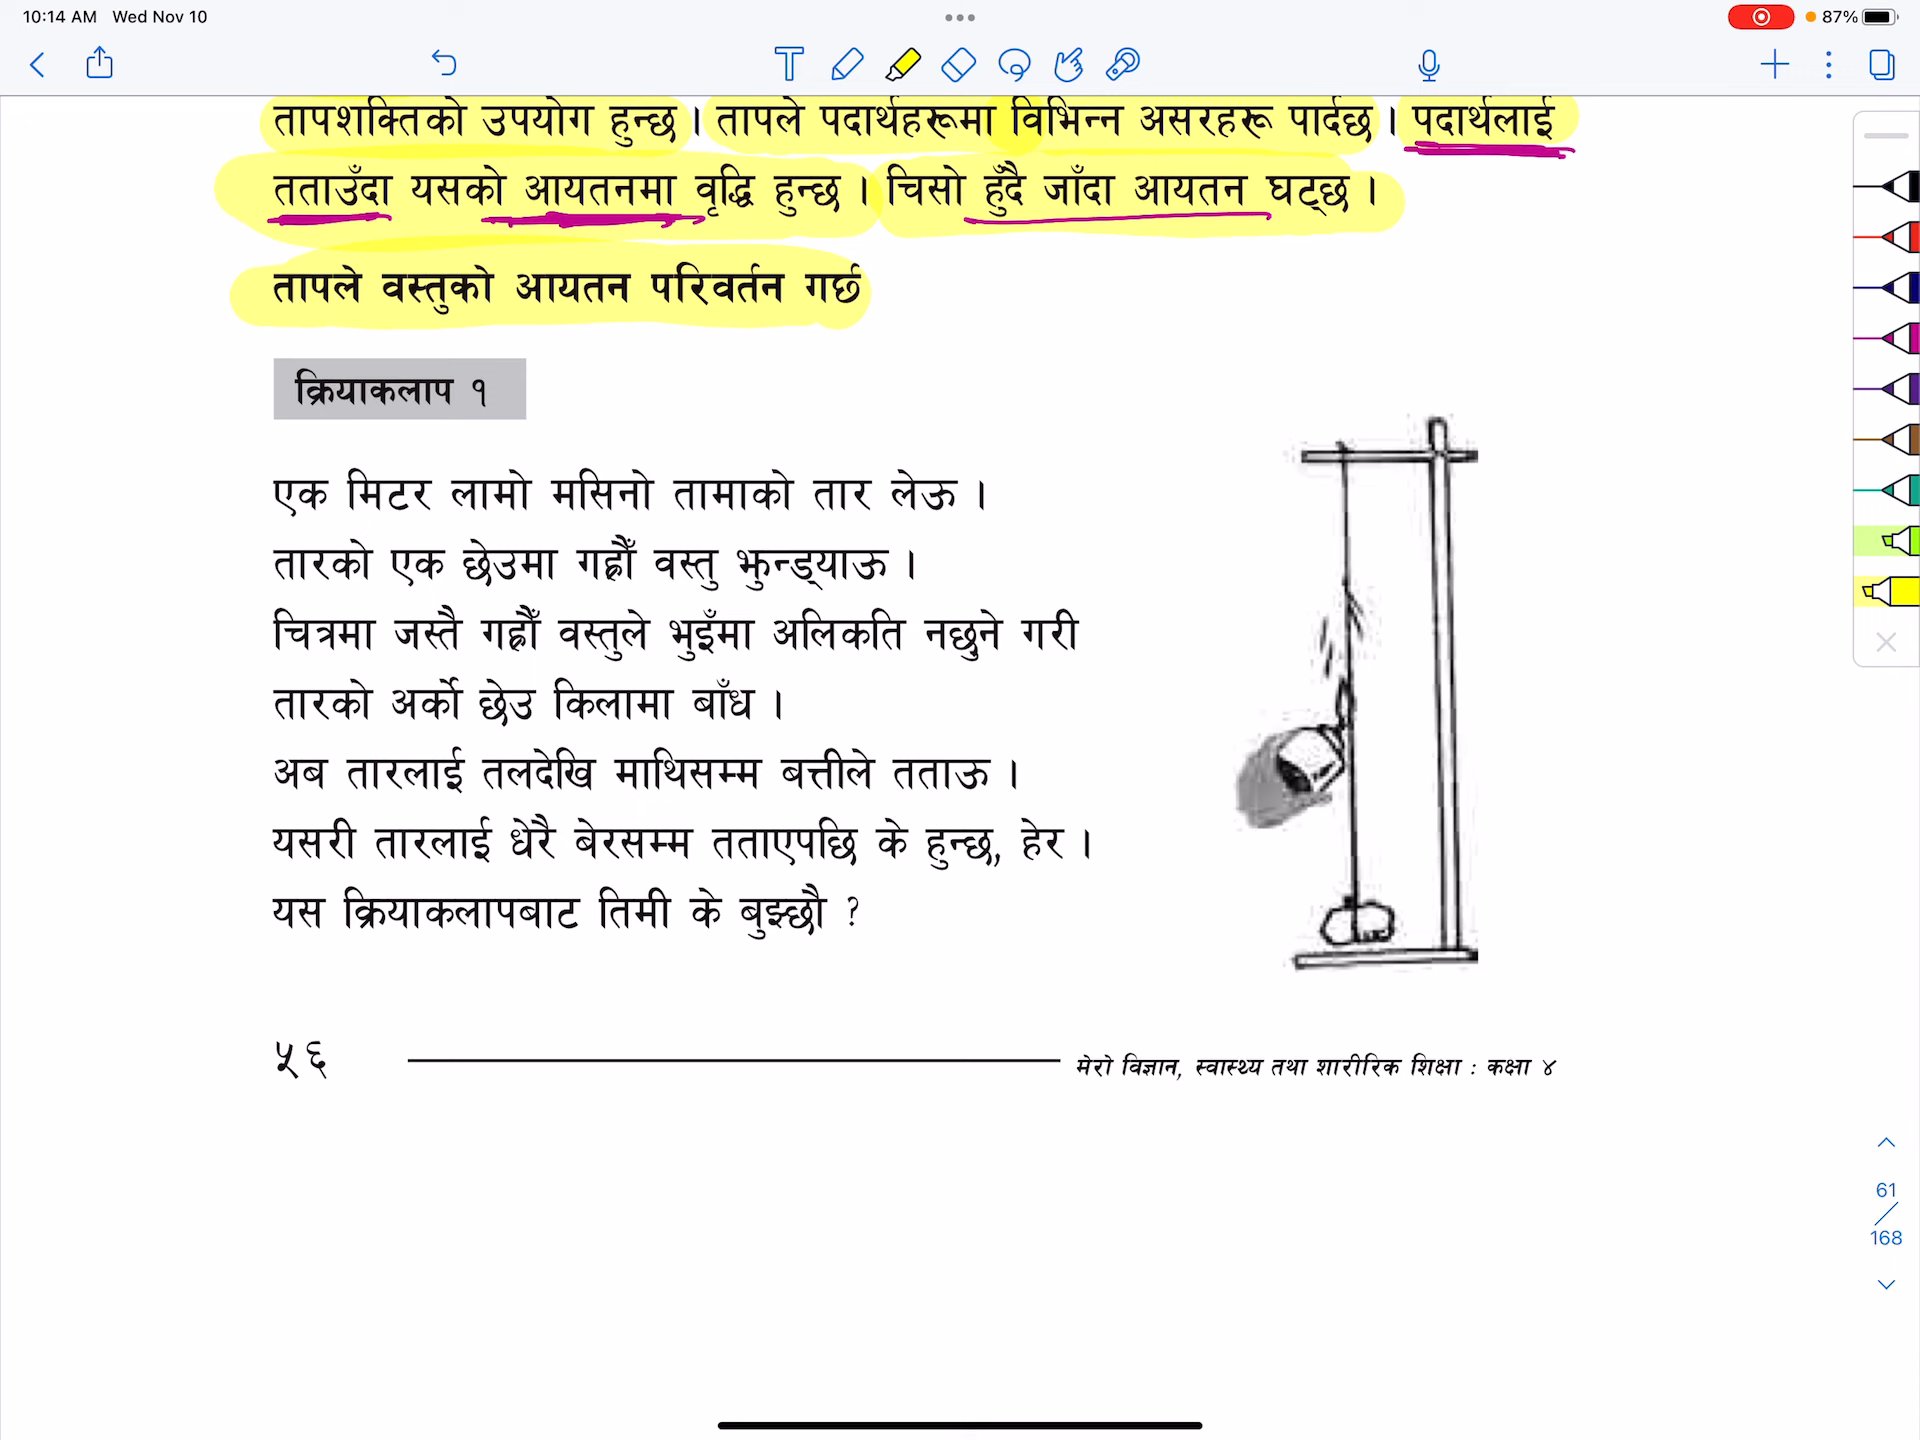 10:14 AM Wed Nov 10
87%
तापशक्तिको उपयोग हुन्छ । तापले पदार्थहरूमा विभिन्न असरहरू पार्दछ । पदार्थलाई
तताउँदा यसको आयतनमा वृद्धि हुन्छ । चिसो हुँदै जाँदा आयतन घट्छ ।
तापले वस्तुको आयतन परिवर्तन गर्छ
क्रियाकलाप १
एक मिटर लामो मसिनो तामाको तार लेऊ ।
तारको एक छेउमा गह्रौँ वस्तु झुन्ड्याऊ ।
चित्रमा जस्तै गह्रौँ वस्तुले भुइँमा अलिकति नछुने गरी
तारको अर्को छेउ किलामा बाँध ।
अब तारलाई तलदेखि माथिसम्म बत्तीले तताऊ ।
यसरी तारलाई धेरै बेरसम्म तताएपछि के हुन्छ, हेर ।
यस क्रियाकलापबाट तिमी के बुझ्छौ ?
५६
मेरो विज्ञान, स्वास्थ्य तथा शारीरिक शिक्षा : कक्षा ४
61
168